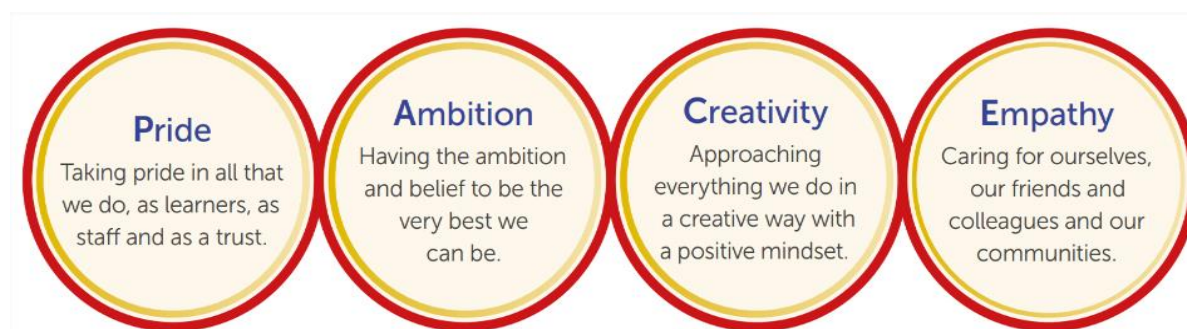 Pride
Taking pride in all that
we do, as learners, as
staff and as a trust.
Ambition
Having the ambition
and belief to be the
very best we
can be.
Creativity
Approaching
everything we do in
a creative way with
a positive mindset.
Empathy
Caring for ourselves,
our friends and
colleagues and our
communities.